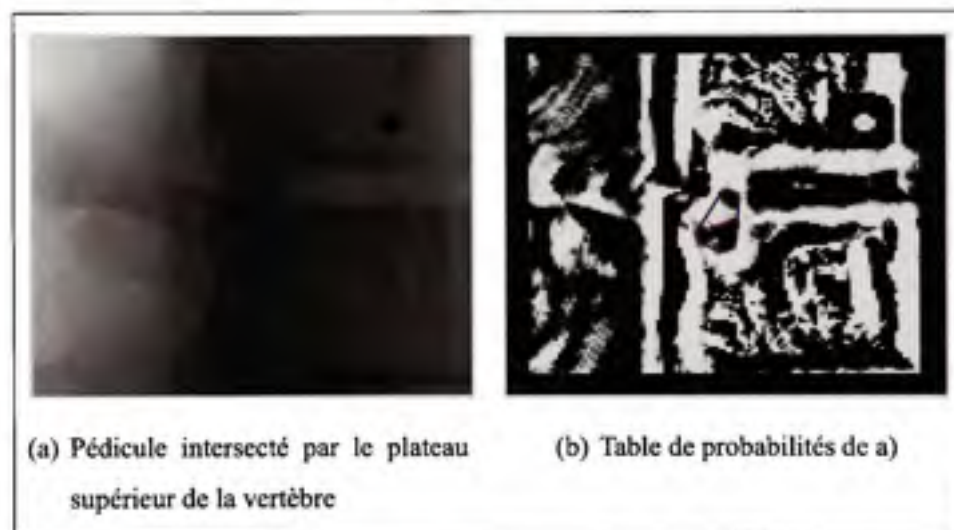 (a) Pédicule intersecté par le plateau
supérieur de la vertèbre
(b) Table de probabilités de a)